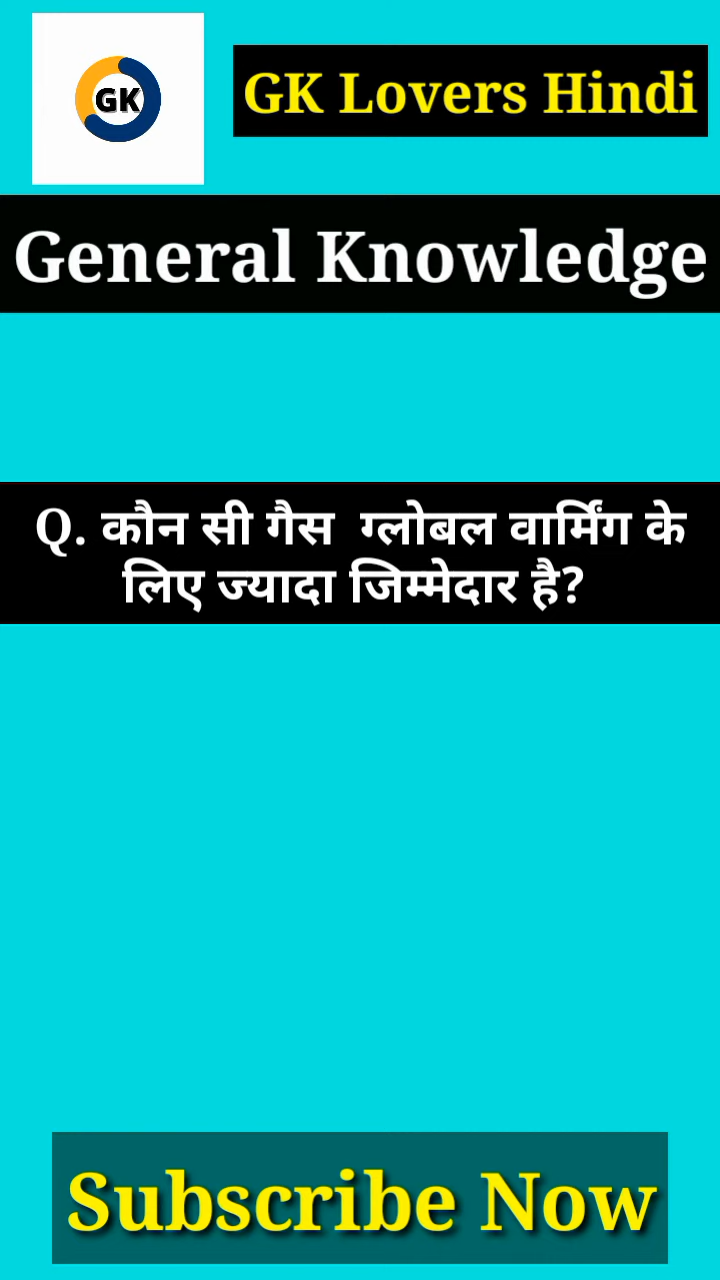 GK
GK Lovers Hindi
General Knowledge
Q. कौन सी गैस ग्लोबल वार्मिंग के
लिए ज्यादा जिम्मेदार है?
Subscribe Now